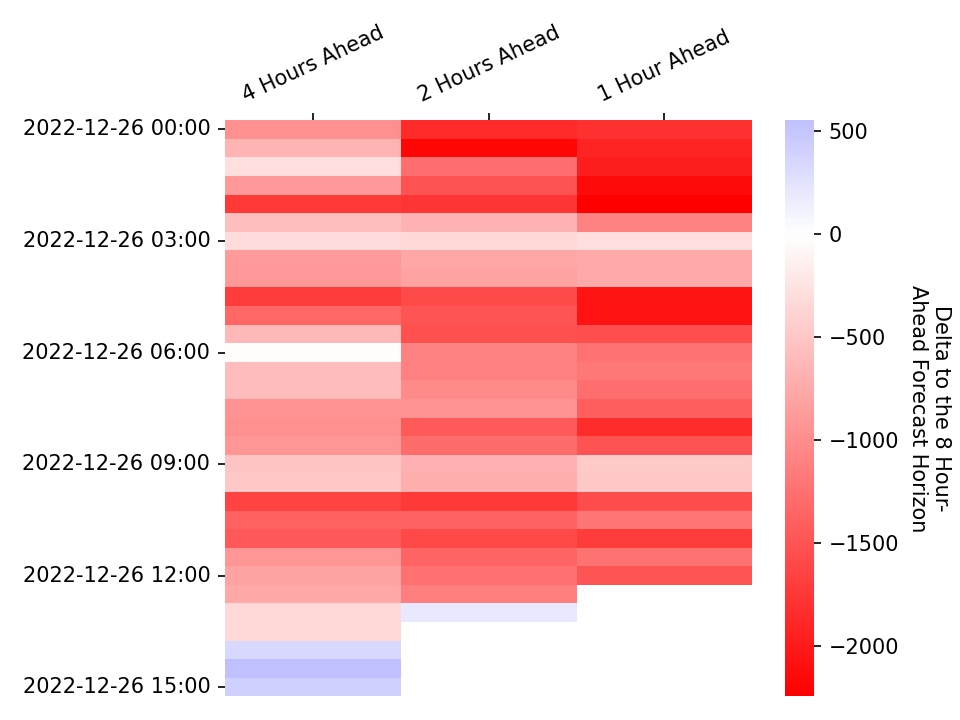 4 Hours Ahead
2 Hours Ahead
1 Hour Ahead
2022-12-26 00:00
2022-12-26 03:00
2022-12-26 06:00
2022-12-26 09:00
2022-12-26 12:00
2022-12-26 15:00
500
0
−500
−1000
−1500
−2000
Delta to the 8 Hour-
Ahead Forecast Horizon